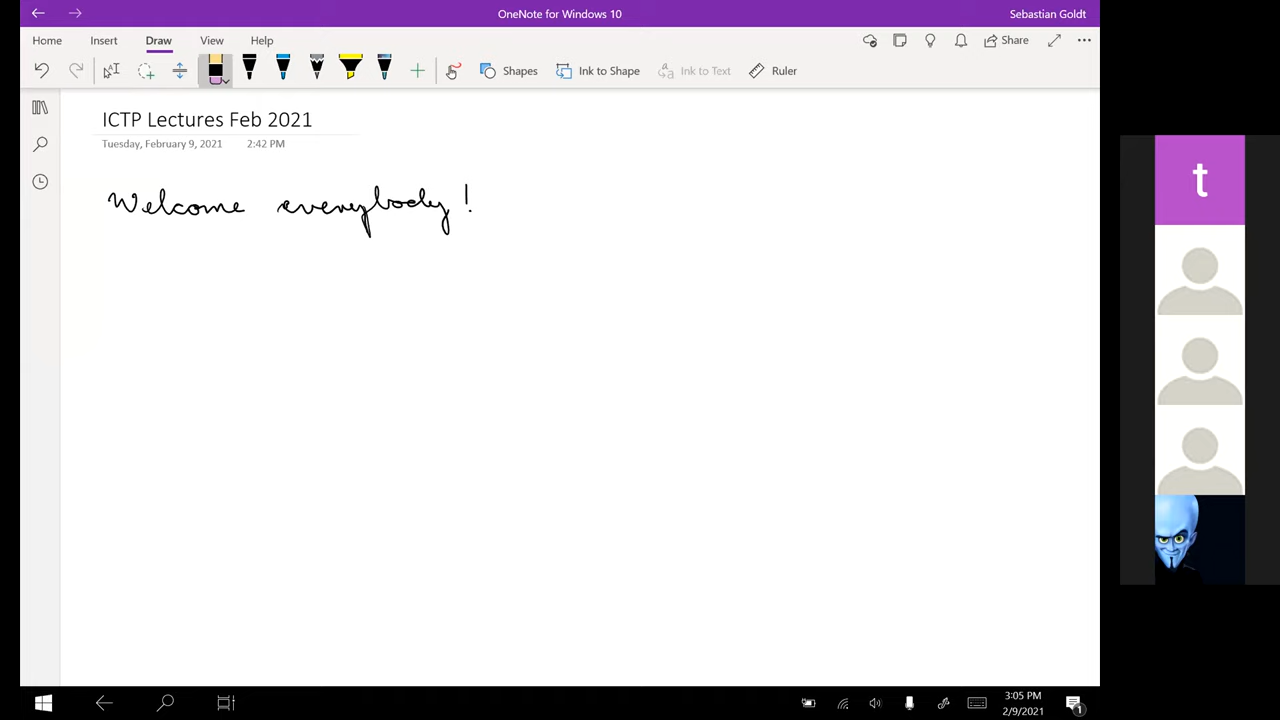 OneNote for Windows 10
Sebastian Goldt
Home Insert Draw View Help
Share
Shapes Ink to Shape Ink to Text Ruler
ICTP Lectures Feb 2021
Tuesday, February 9, 2021 2:42 PM
Welcome everybody!
t
3:05 PM
2/9/2021
1